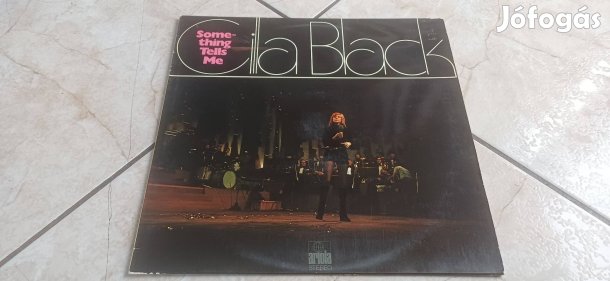 Jófogás
Some-
thing
Tells
Me
Cilla Black
ariola
STEREO